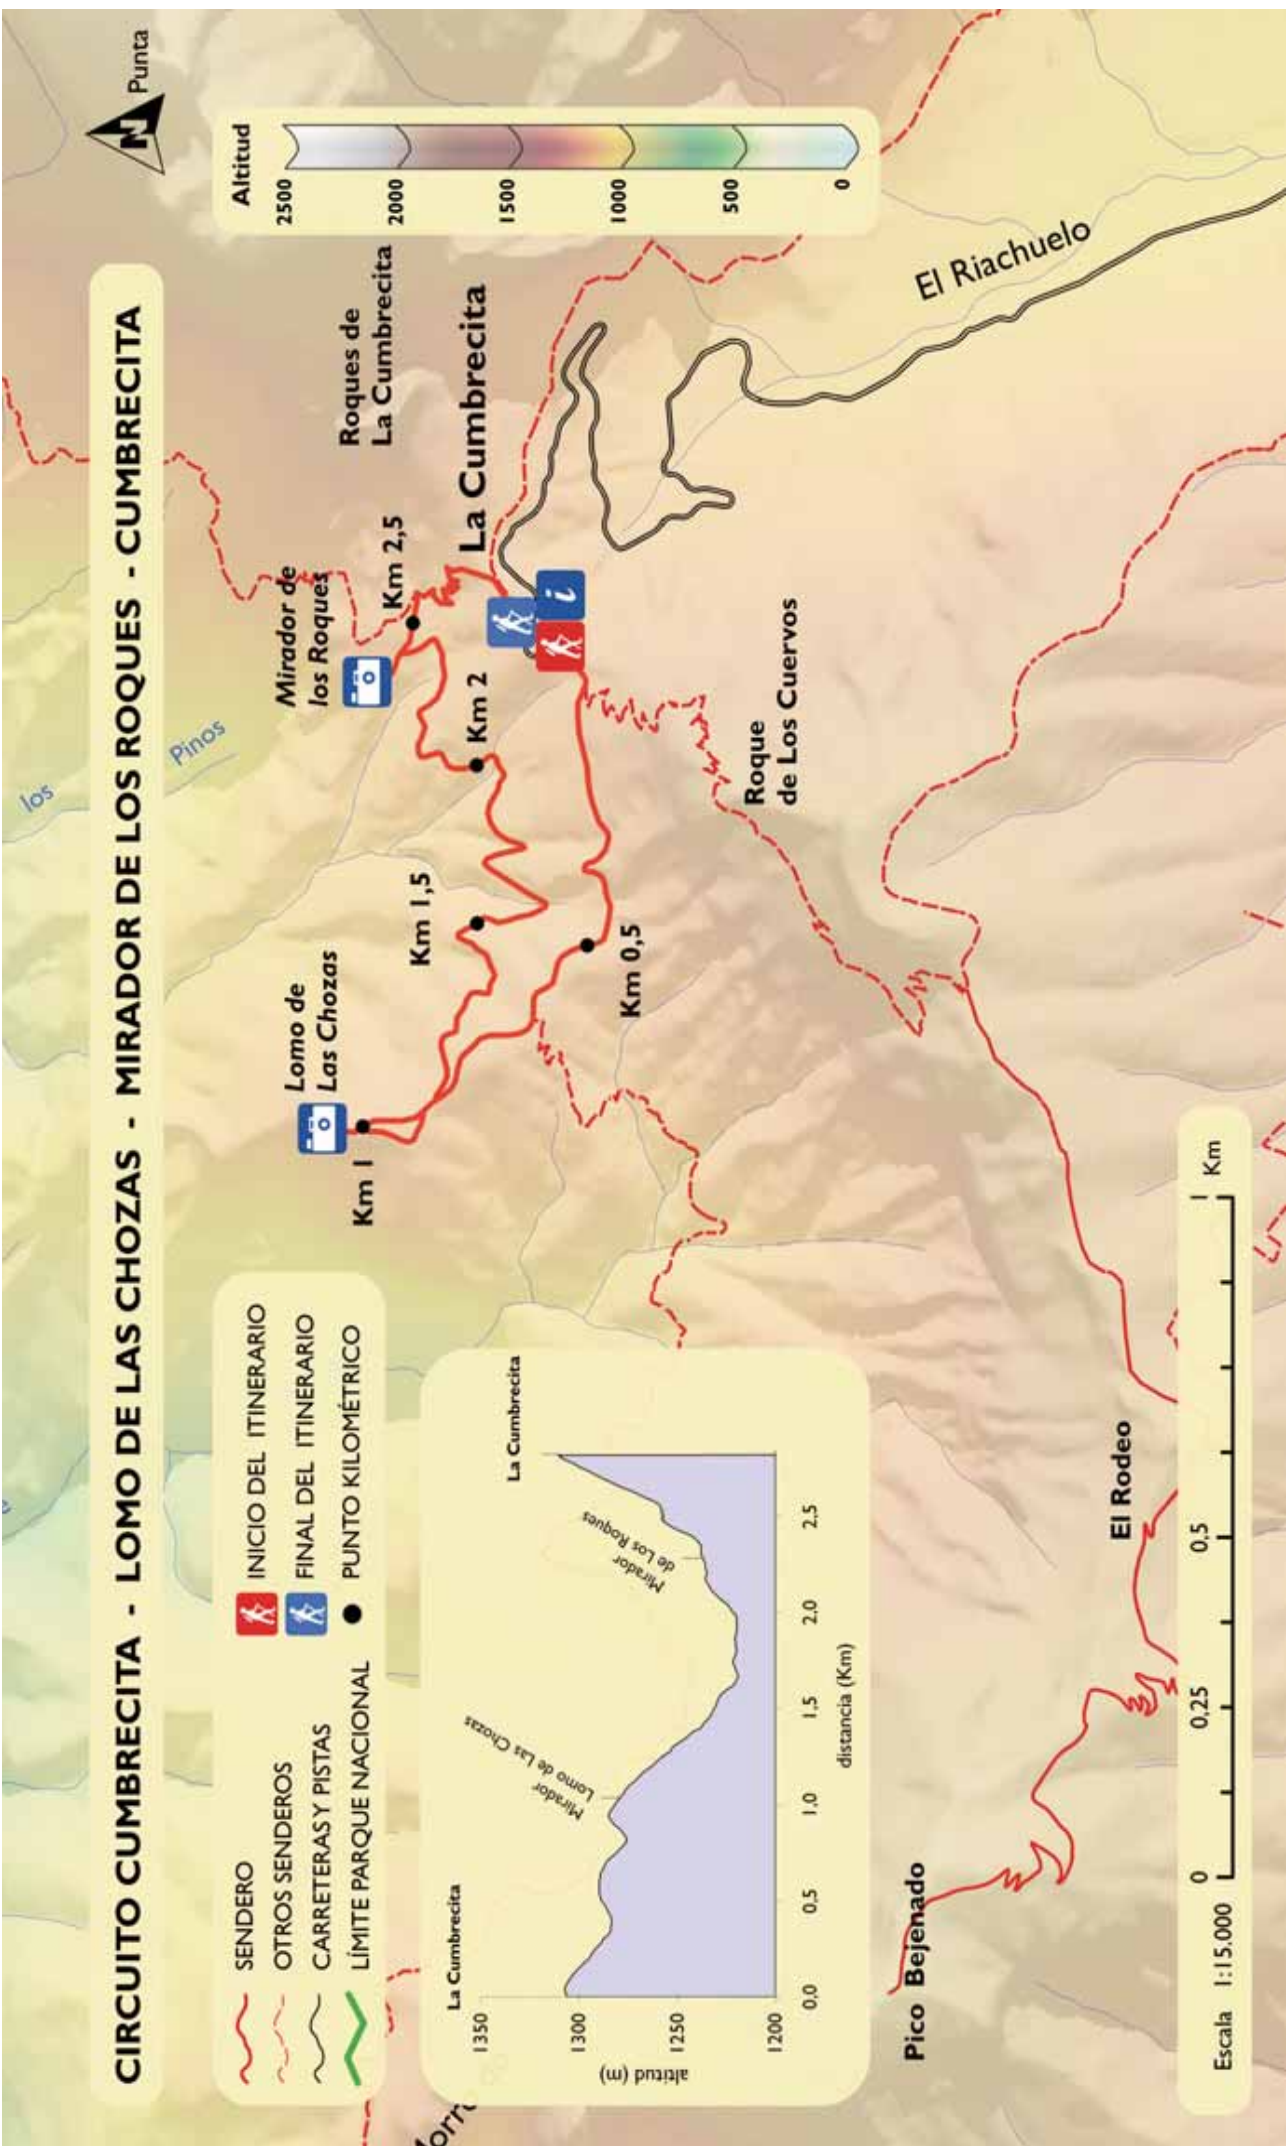 CIRCUITO CUMBRECITA - LOMO DE LAS CHOZAS - MIRADOR DE LOS ROQUES - CUMBRECITA
N
Punta
los
Pinos
SENDERO
OTROS SENDEROS
CARRETERAS Y PISTAS
LÍMITE PARQUE NACIONAL
INICIO DEL ITINERARIO
FINAL DEL ITINERARIO
PUNTO KILOMÉTRICO
Altitud
2500
2000
1500
1000
500
0
Lomo de
Las Chozas
Km 1
Mirador de
los Roques
Roques de
La Cumbrecita
Km 2,5
Km 1,5
Km 2
La Cumbrecita
i
Km 0,5
Roque
de Los Cuervos
El Riachuelo
La Cumbrecita
La Cumbrecita
Mirador
Lomo de Las Chozas
Mirador
de Los Roques
altitud (m)
1350
1300
1250
1200
0,0
0,5
1,0
1,5
2,0
2,5
distancia (Km)
Pico Bejenado
El Rodeo
Escala 1:15.000
0
0,25
0,5
1
Km